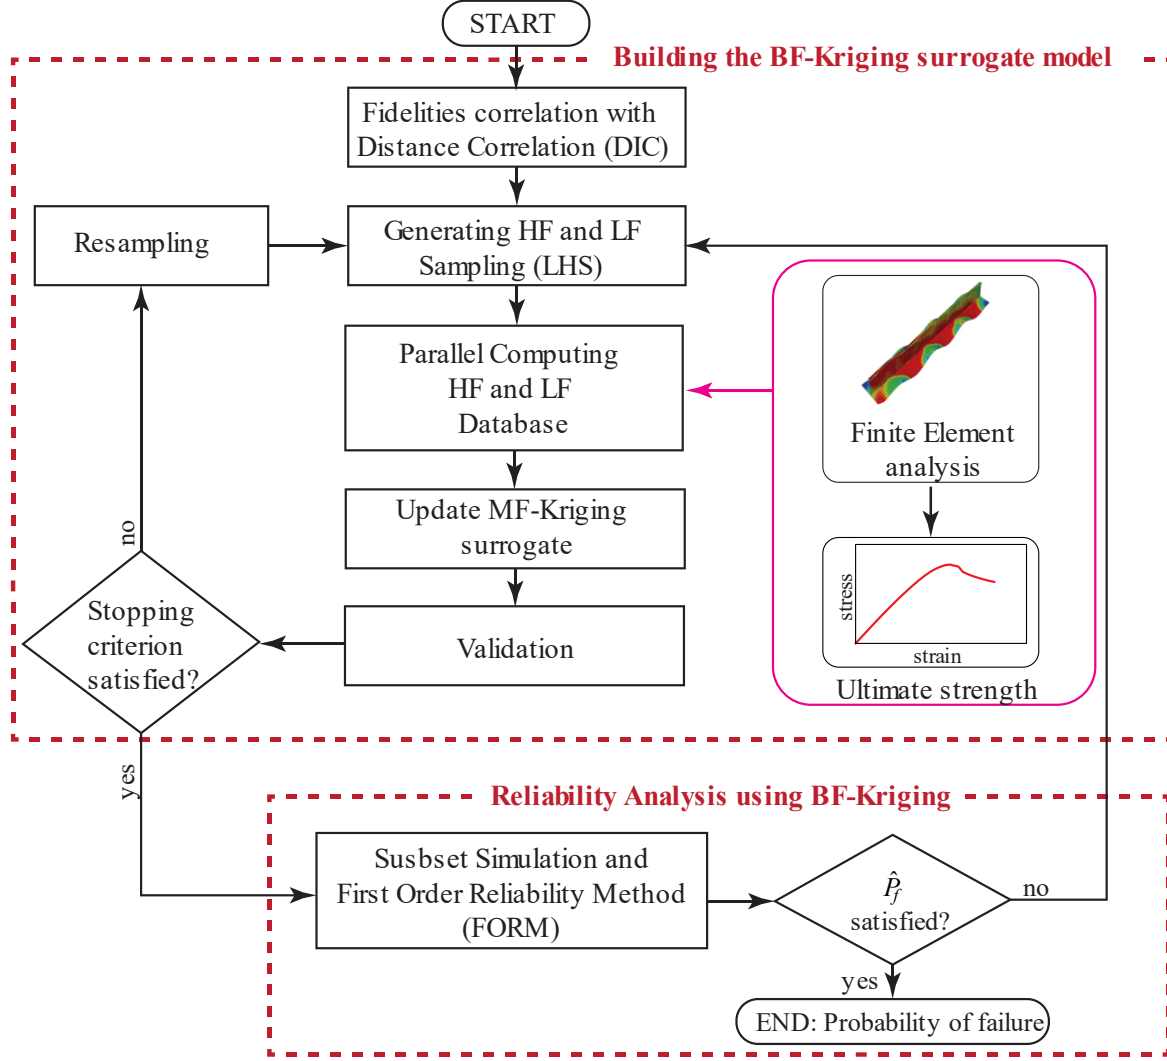 START
Building the BF-Kriging surrogate model
Fidelities correlation with
Distance Correlation (DIC)
Resampling
Generating HF and LF
Sampling (LHS)
Parallel Computing
HF and LF
Database
Finite Element
analysis
Update MF-Kriging
surrogate
no
stress
strain
Ultimate strength
Stopping
criterion
satisfied?
Validation
yes
Reliability Analysis using BF-Kriging
Susbset Simulation and
First Order Reliability Method
(FORM)
P̂f
satisfied?
no
yes
END: Probability of failure